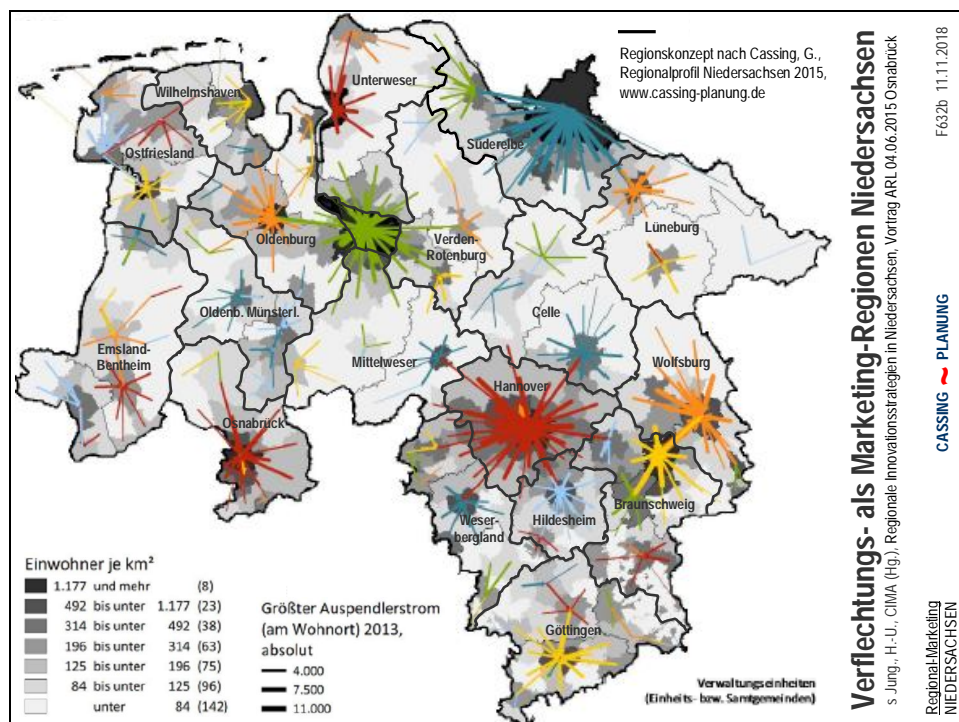 Regionskonzept nach Cassing, G.,
Regionalprofil Niedersachsen 2015,
www.cassing-planung.de
Unterweser
Wilhelmshaven
Ostfriesland
Süderelbe
Oldenburg
Verden-
Rotenburg
Lüneburg
Oldenb. Münsterl.
Celle
Emsland-
Bentheim
Mittelweser
Wolfsburg
Hannover
Osnabrück
Braunschweig
Weser-
bergland
Hildesheim
Göttingen
Einwohner je km²
1.177 und mehr (8)
492 bis unter 1.177 (23)
314 bis unter 492 (38)
196 bis unter 314 (63)
125 bis unter 196 (75)
84 bis unter 125 (96)
unter 84 (142)
Größter Auspendlerstrom
(am Wohnort) 2013,
absolut
4.000
7.500
11.000
Verwaltungseinheiten
(Einheits- bzw. Samtgemeinden)
Verflechtungs- als Marketing-Regionen Niedersachsen
s Jung., H.-U., CIMA (Hg.), Regionale Innovationsstrategien in Niedersachsen, Vortrag ARL 04.06.2015 Osnabrück
Regional-Marketing
NIEDERSACHSEN
CASSING ~ PLANUNG
F632b 11.11.2018